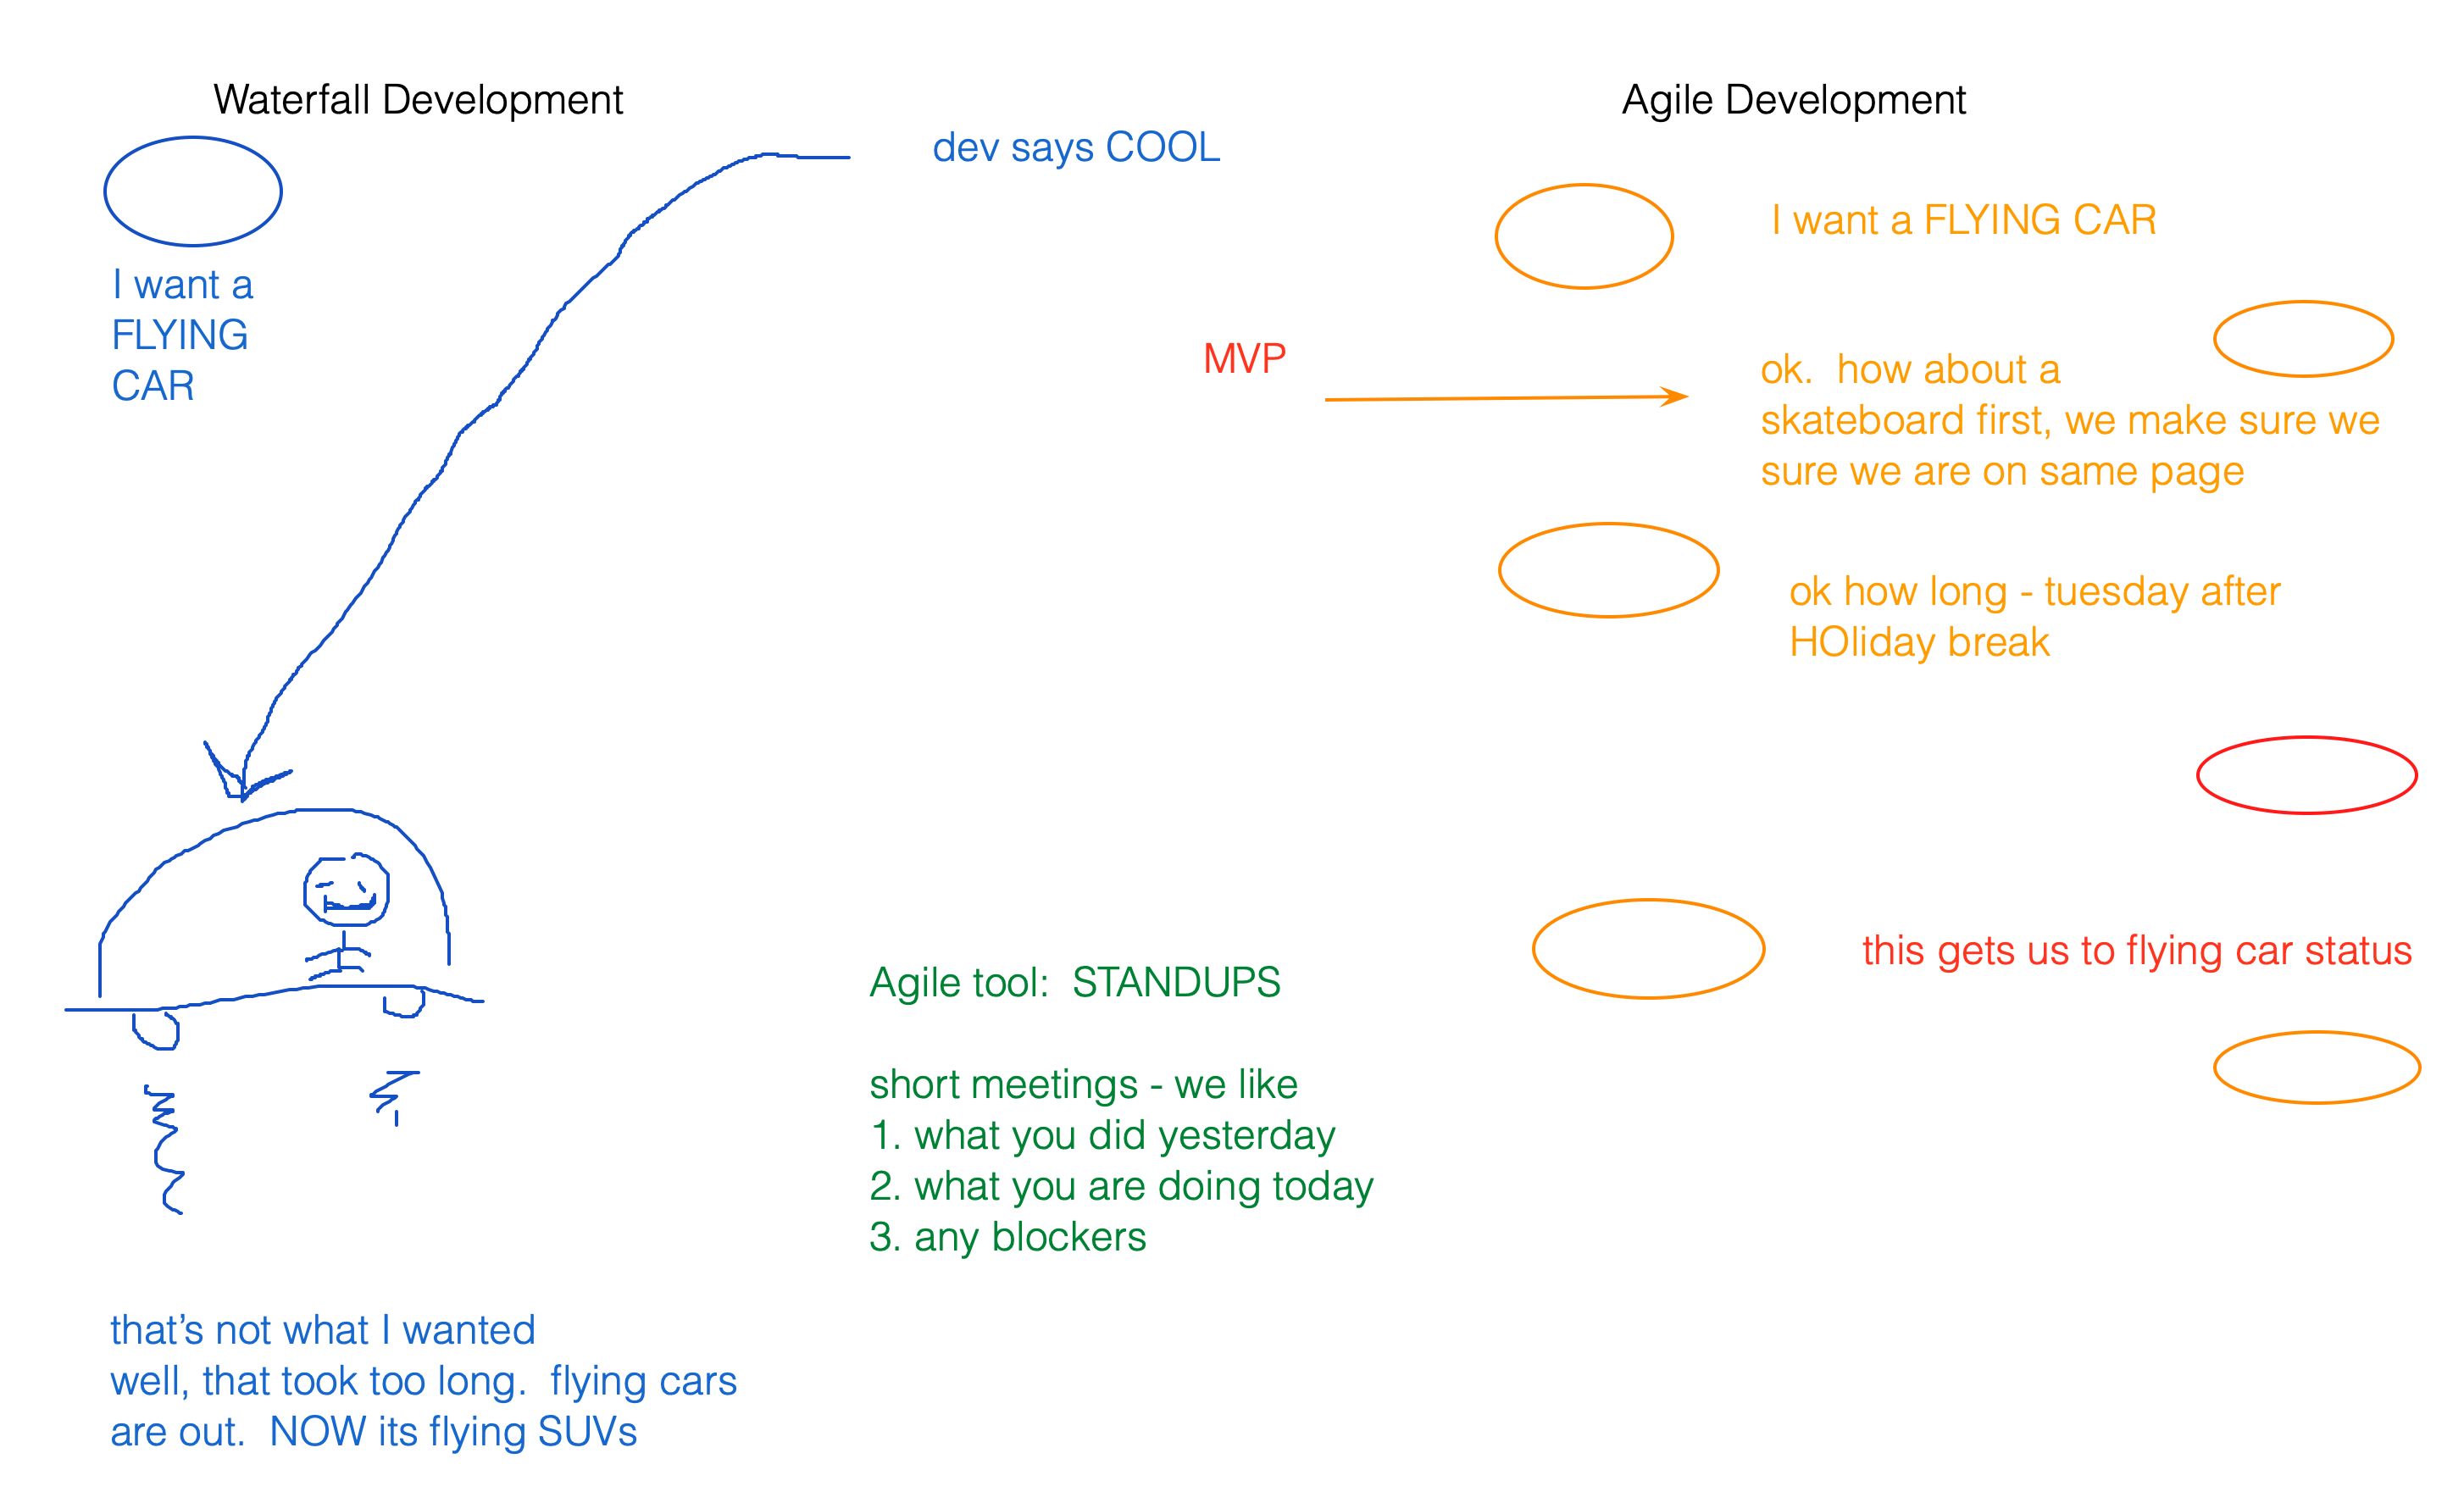 Waterfall Development
I want a
FLYING
CAR
dev says COOL
that's not what I wanted
well, that took too long.  flying cars
are out.  NOW its flying SUVs
MVP
Agile tool:  STANDUPS
short meetings - we like
1. what you did yesterday
2. what you are doing today
3. any blockers
Agile Development
I want a FLYING CAR
ok.  how about a
skateboard first, we make sure we
sure we are on same page
ok how long - tuesday after
HOliday break
this gets us to flying car status